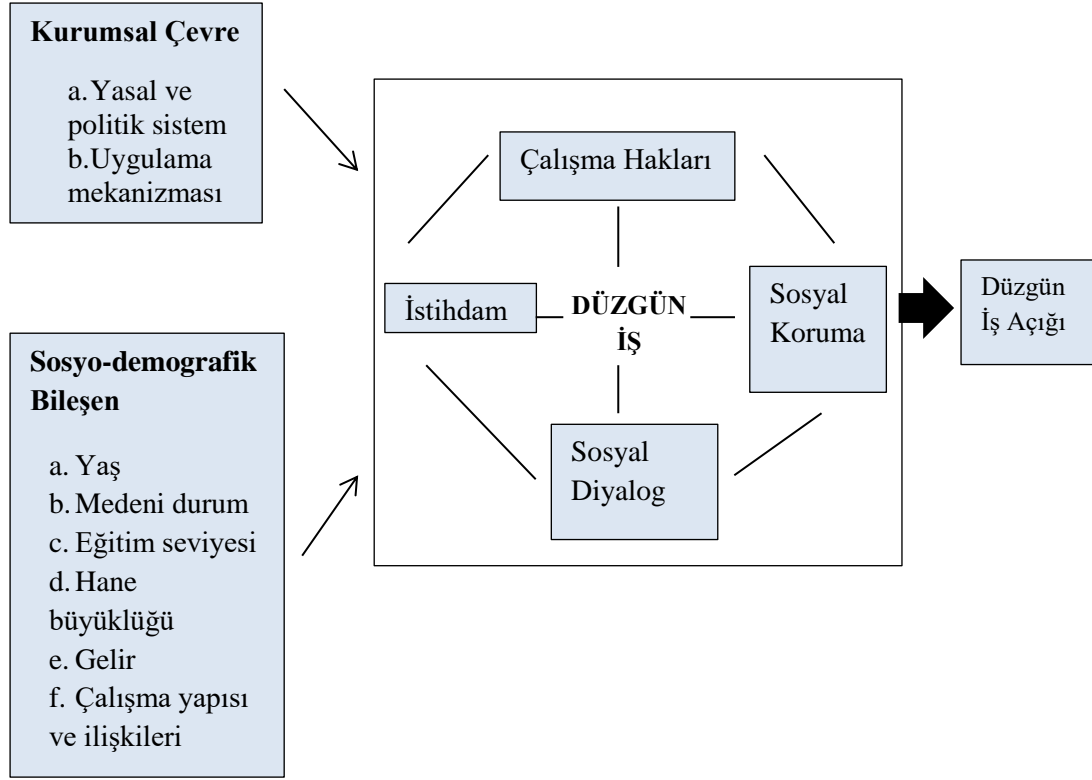 Kurumsal Çevre
a. Yasal ve
politik sistem
b. Uygulama
mekanizması
Sosyo-demografik
Bileşen
a. Yaş
b. Medeni durum
c. Eğitim seviyesi
d. Hane
büyüklüğü
e. Gelir
f. Çalışma yapısı
ve ilişkileri
Çalışma Hakları
İstihdam
DÜZGÜN
İŞ
Sosyal
Koruma
Sosyal
Diyalog
Düzgün
İş Açığı